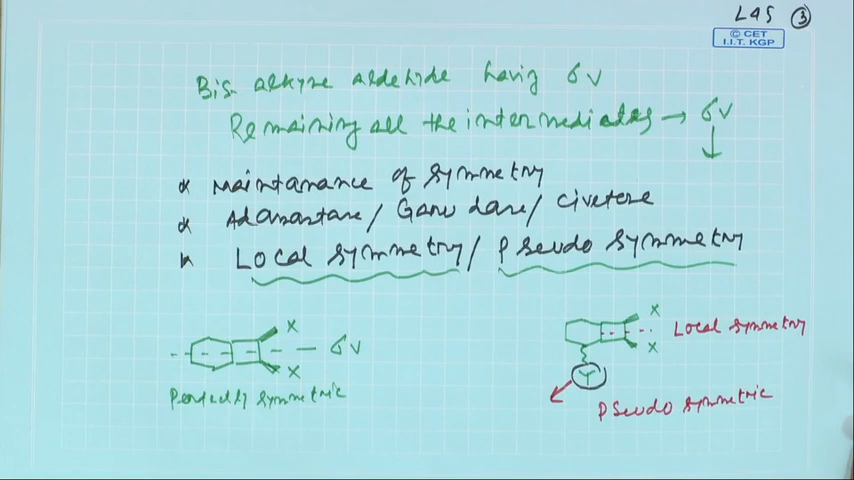 L45 3
© CET
I.I.T. KGP
Bis alkyne aldehide having σv
Remaining all the intermediates → σv
* Maintanance of symmetry
* Adamantane / / civetone
* Local symmetry / Pseudo symmetry
X
σv
X
Perfectly symmetric
X
Local symmetry
X
Y
Pseudo symmetric